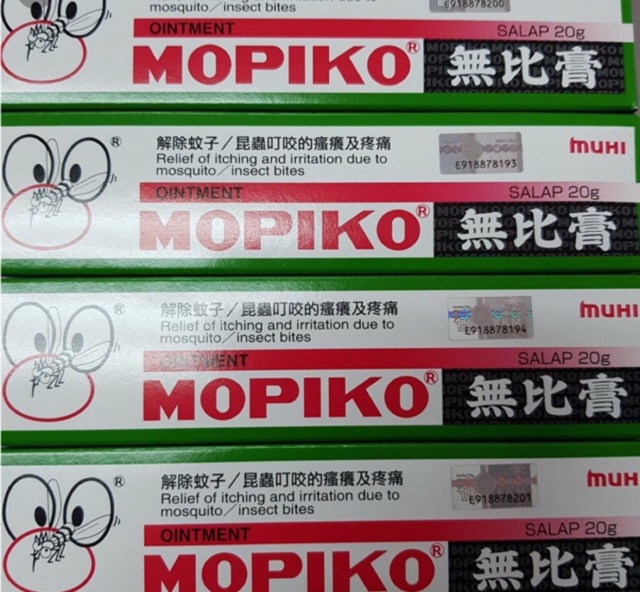 mosquito／insect bites
E918878200
OINTMENT
SALAP 20g
MOPIKO® 無比膏
®
解除蚊子／昆蟲叮咬的瘙癢及疼痛
Relief of itching and irritation due to
mosquito／insect bites
E918878193
MUHI
OINTMENT
SALAP 20g
MOPIKO® 無比膏
®
解除蚊子／昆蟲叮咬的瘙癢及疼痛
Relief of itching and irritation due to
mosquito／insect bites
E918878194
MUHI
OINTMENT
SALAP 20g
MOPIKO® 無比膏
®
解除蚊子／昆蟲叮咬的瘙癢及疼痛
Relief of itching and irritation due to
mosquito／insect bites
E918878201
MUH
OINTMENT
SALAP 20g
MOPIKO® 無比膏